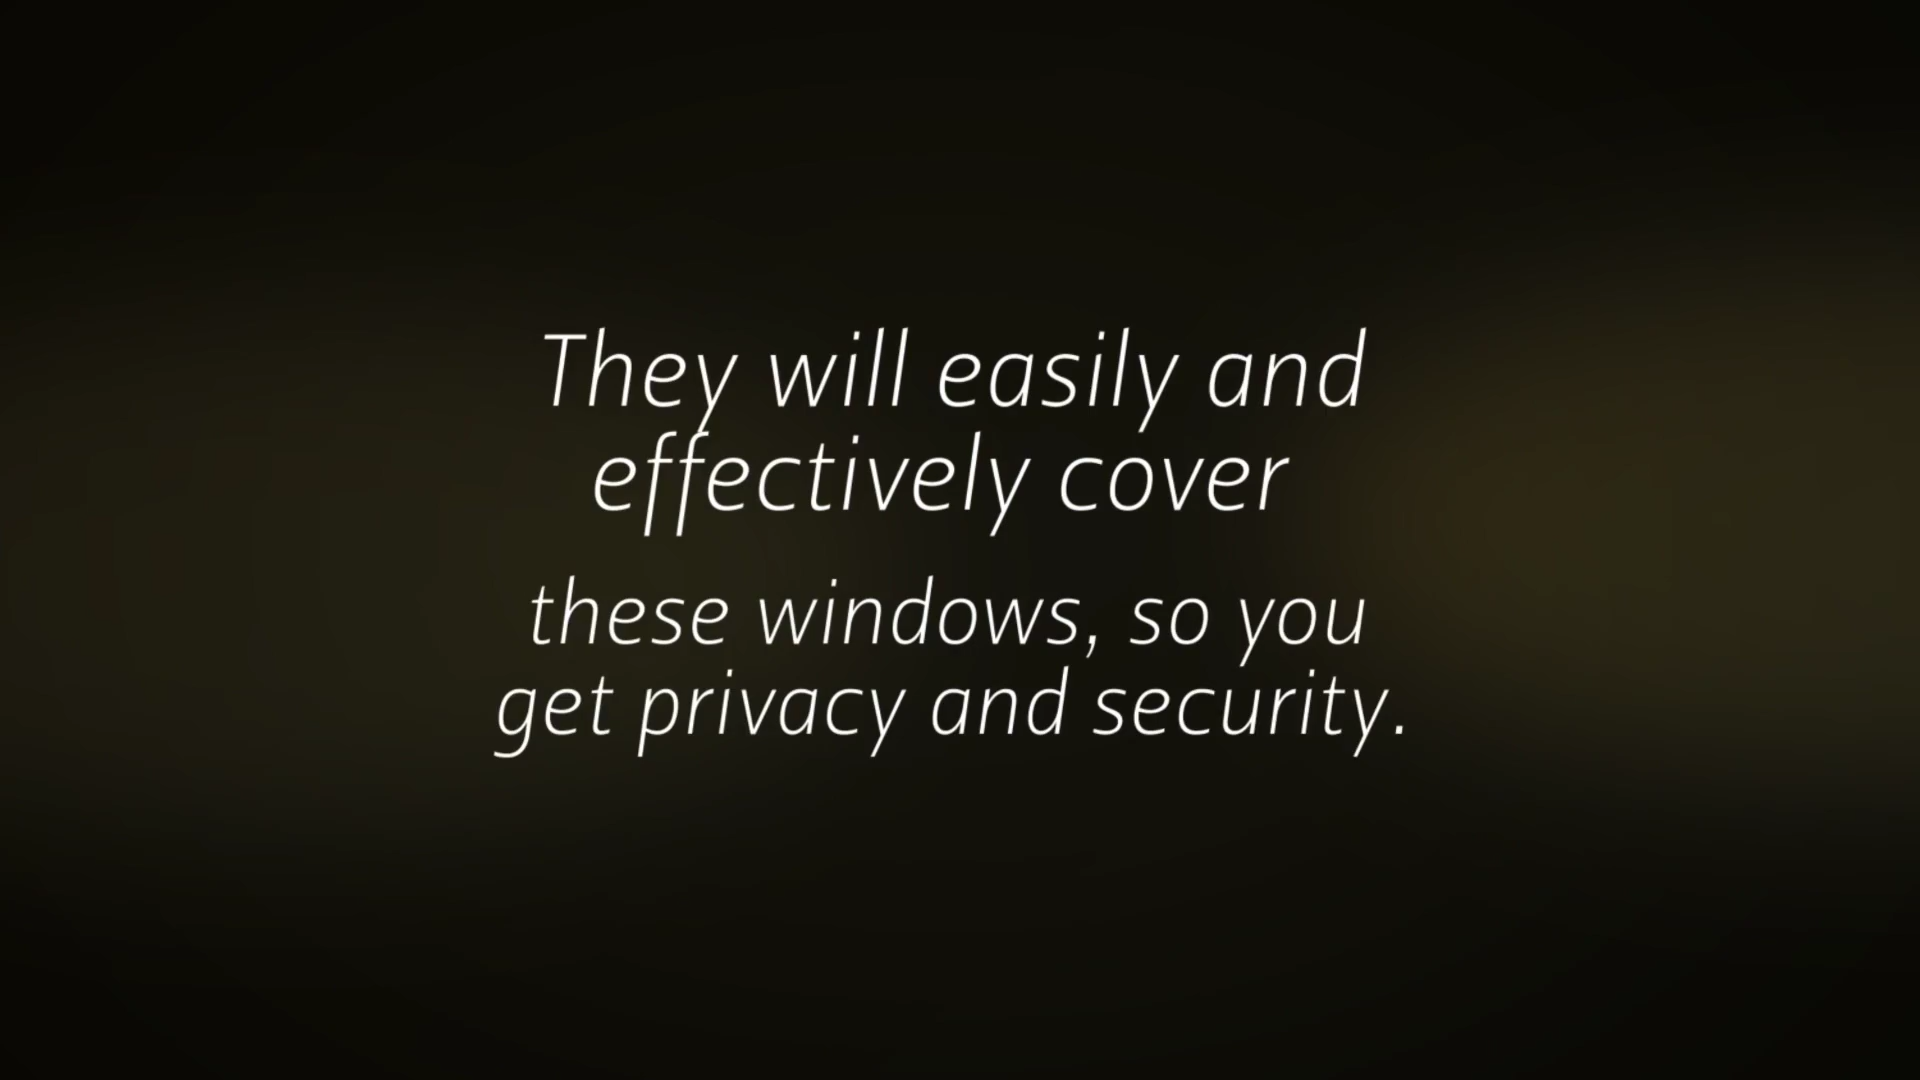 They will easily and
effectively cover
these windows, so you
get privacy and security.